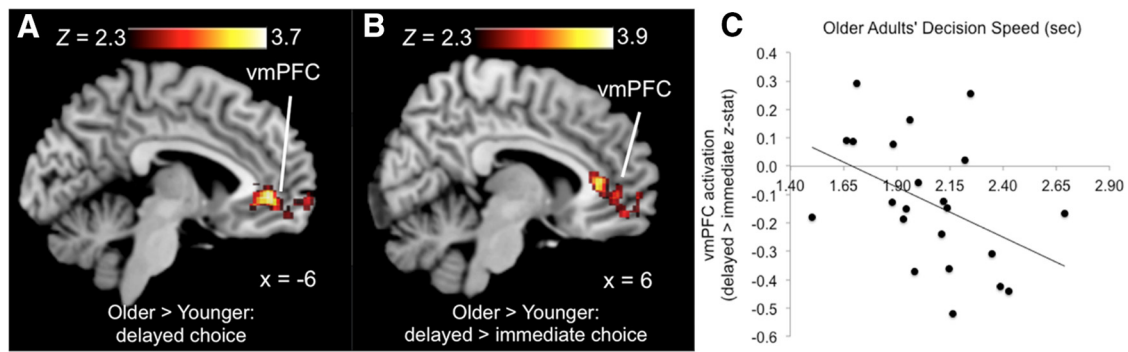 A
Z = 2.3
3.7
vmPFC
x = -6
Older > Younger:
delayed choice
B
Z = 2.3
3.9
vmPFC
x = 6
Older > Younger:
delayed > immediate choice
C
Older Adults' Decision Speed (sec)
vmPFC activation
(delayed > immediate z-stat)
0.4
0.3
0.2
0.1
0.0
-0.1
-0.2
-0.3
-0.4
-0.5
-0.6
1.40 1.65 1.90 2.15 2.40 2.65 2.90